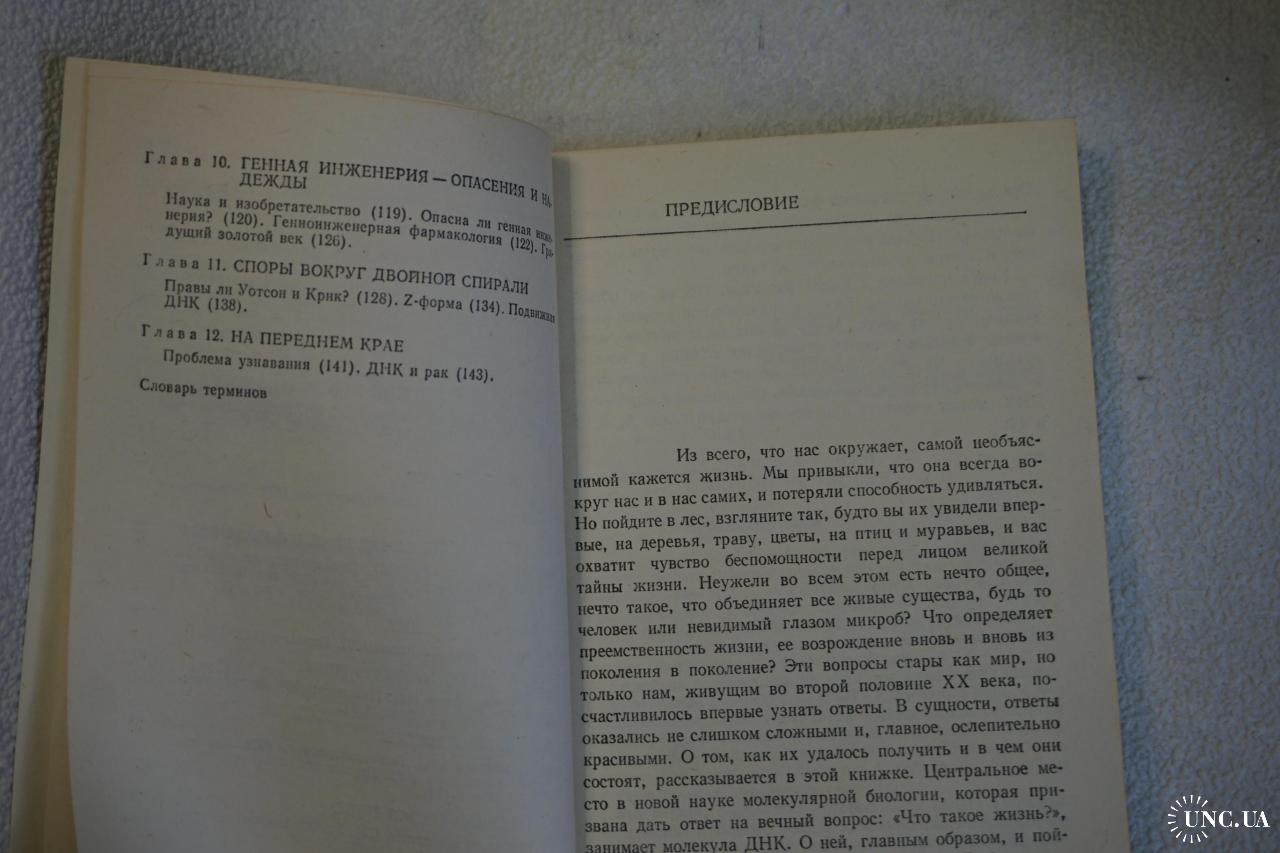 Глава 10. ГЕННАЯ ИНЖЕНЕРИЯ — ОПАСЕНИЯ И НА-
ДЕЖДЫ
Наука и изобретательство (119). Опасна ли генная инже-
нерия? (120). Генноинженерная фармакология (122). Гря-
дущий золотой век (126).
Глава 11. СПОРЫ ВОКРУГ ДВОЙНОЙ СПИРАЛИ
Правы ли Уотсон и Крик? (128). Z-форма (134). Подвижная
ДНК (138).
Глава 12. НА ПЕРЕДНЕМ КРАЕ
Проблема узнавания (141). ДНК и рак (143).
Словарь терминов
ПРЕДИСЛОВИЕ
Из всего, что нас окружает, самой необъяс-
нимой кажется жизнь. Мы привыкли, что она всегда во-
круг нас и в нас самих, и потеряли способность удивляться.
Но пойдите в лес, взгляните так, будто вы их увидели впер-
вые, на деревья, траву, цветы, на птиц и муравьев, и вас
охватит чувство беспомощности перед лицом великой
тайны жизни. Неужели во всем этом есть нечто общее,
нечто такое, что объединяет все живые существа, будь то
человек или невидимый глазом микроб? Что определяет
преемственность жизни, ее возрождение вновь и вновь из
поколения в поколение? Эти вопросы стары как мир, но
только нам, живущим во второй половине XX века, по-
счастливилось впервые узнать ответы. В сущности, ответы
оказались не слишком сложными и, главное, ослепительно
красивыми. О том, как их удалось получить и в чем они
состоят, рассказывается в этой книжке. Центральное ме-
сто в новой науке молекулярной биологии, которая при-
звана дать ответ на вечный вопрос: «Что такое жизнь?»,
занимает молекула ДНК. О ней, главным образом, и пой-
UNC.UA